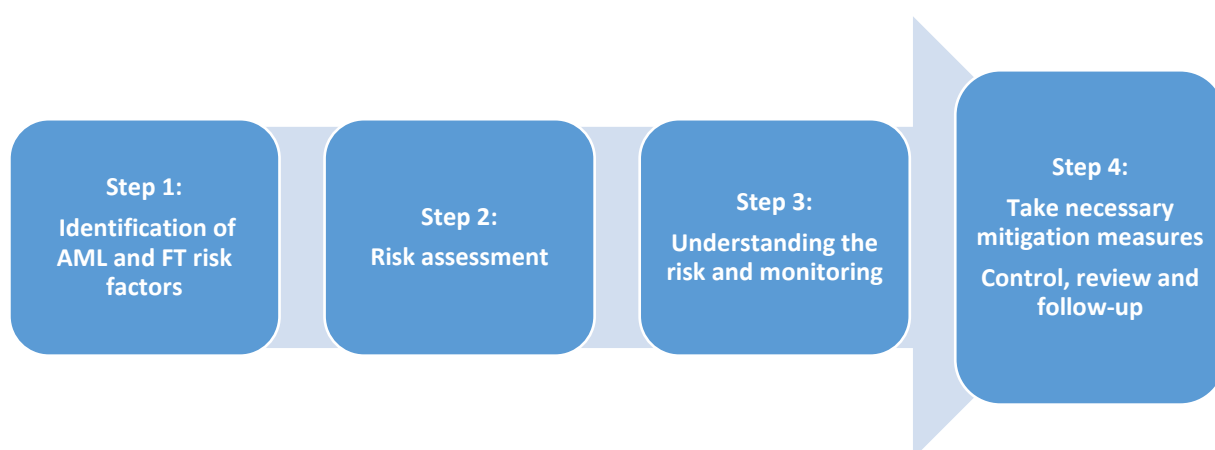 Step 1:
Identification of
AML and FT risk
factors
Step 2:
Risk assessment
Step 3:
Understanding the
risk and monitoring
Step 4:
Take necessary
mitigation measures
Control, review and
follow-up